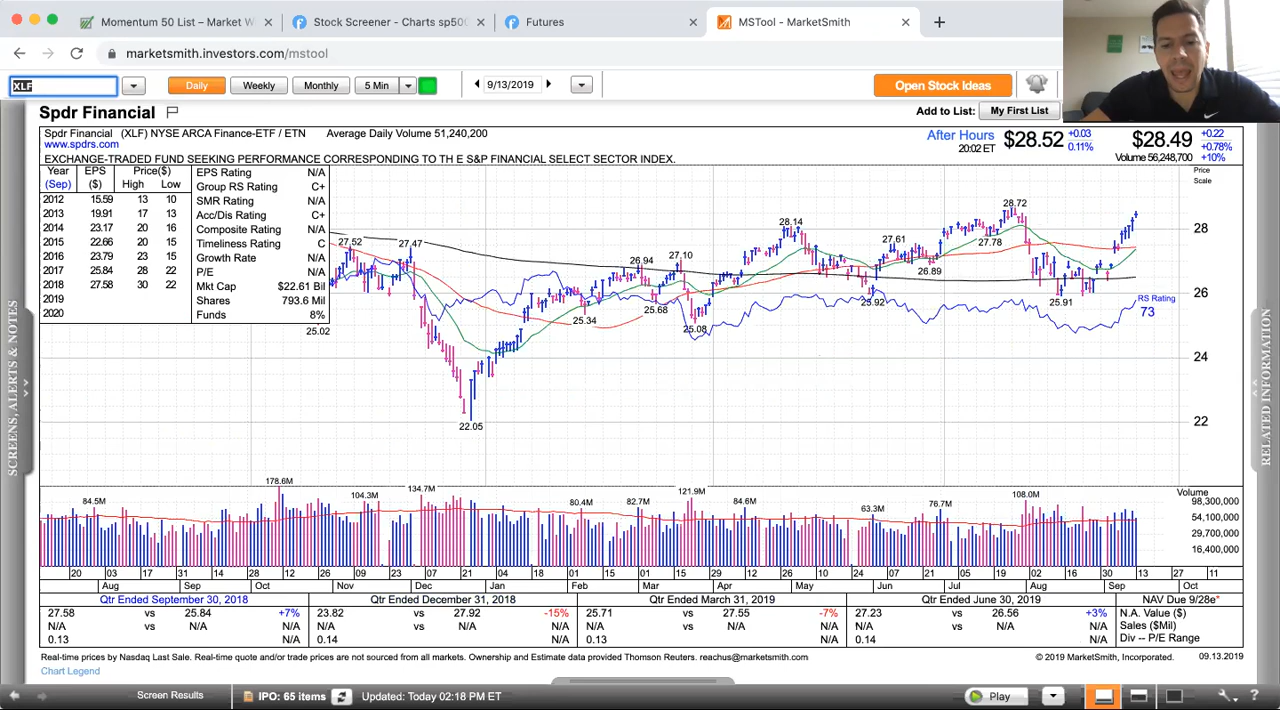 Momentum 50 List – Market W
Stock Screener - Charts sp500
Futures
MSTool - MarketSmith
marketsmith.investors.com/mstool
XLF
Daily Weekly Monthly 5 Min 9/13/2019 Open Stock Ideas
Spdr Financial Add to List: My First List
Spdr Financial (XLF) NYSE ARCA Finance-ETF / ETN Average Daily Volume 51,240,200
www.spdrs.com
After Hours
20:02 ET
$28.52 +0.03
0.11%
$28.49 +0.22
+0.78%
Volume 56,248,700 +10%
EXCHANGE-TRADED FUND SEEKING PERFORMANCE CORRESPONDING TO TH E S&P FINANCIAL SELECT SECTOR INDEX.
Year EPS Price($)
(Sep) ($) High Low
2012 15.59 13 10
2013 19.91 17 13
2014 23.17 20 16
2015 22.66 20 15
2016 23.79 23 15
2017 25.84 28 22
2018 27.58 30 22
2019
2020
EPS Rating N/A
Group RS Rating C+
SMR Rating N/A
Acc/Dis Rating C+
Composite Rating N/A
Timeliness Rating C
Growth Rate N/A
P/E N/A
Mkt Cap $22.61 Bil
Shares 793.6 Mil
Funds 8%
25.02
27.52 27.47 22.05 25.34 26.94 25.68 27.10 25.08 28.14 25.92 27.61 26.89 27.78 28.72 25.91
RS Rating
73
Price
Scale
28
26
24
22
84.5M 178.6M 104.3M 134.7M 80.4M 82.7M 121.9M 84.6M 63.3M 76.7M 108.0M
Volume
98,300,000
54,100,000
29,700,000
16,400,000
20 03 17 31 14 28 12 26 09 23 07 21 04 18 01 15 01 15 29 12 26 10 24 07 21 05 19 02 16 30 13 27 11
Aug Sep Oct Nov Dec Jan Feb Mar Apr May Jun Jul Aug Sep Oct
Qtr Ended September 30, 2018 Qtr Ended December 31, 2018 Qtr Ended March 31, 2019 Qtr Ended June 30, 2019 NAV Due 9/28e*
27.58 vs 25.84 +7% 23.82 vs 27.92 -15% 25.71 vs 27.55 -7% 27.23 vs 26.56 +3% N.A. Value ($)
N/A vs N/A N/A N/A vs N/A N/A N/A vs N/A N/A N/A vs N/A N/A Sales ($Mil)
0.13 N/A 0.14 N/A 0.13 N/A 0.14 N/A Div -- P/E Range
Real-time prices by Nasdaq Last Sale. Real-time quote and/or trade prices are not sourced from all markets. Ownership and Estimate data provided Thomson Reuters. reachus@marketsmith.com © 2019 MarketSmith, Incorporated. 09.13.2019
Chart Legend
SCREENS, ALERTS & NOTES
RELATED INFORMATION
Screen Results IPO: 65 items Updated: Today 02:18 PM ET Play